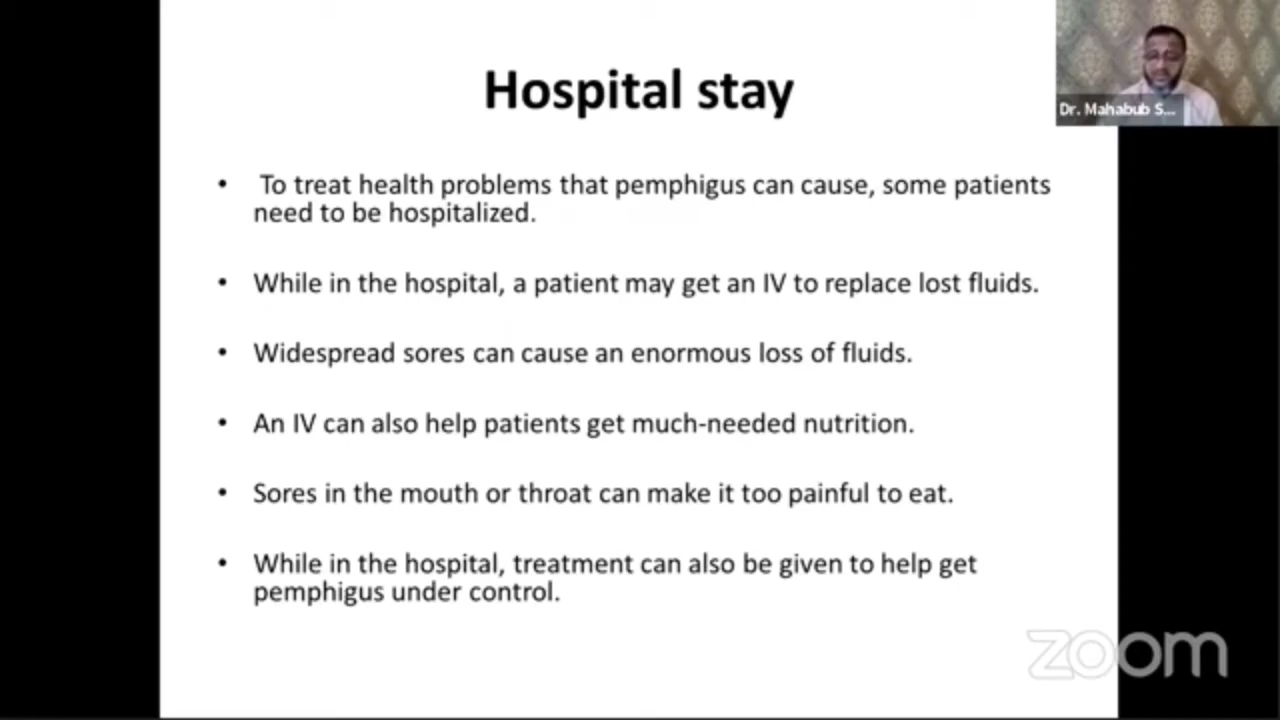 Hospital stay
Dr. Mahabub S...
• To treat health problems that pemphigus can cause, some patients
need to be hospitalized.
• While in the hospital, a patient may get an IV to replace lost fluids.
• Widespread sores can cause an enormous loss of fluids.
• An IV can also help patients get much-needed nutrition.
• Sores in the mouth or throat can make it too painful to eat.
• While in the hospital, treatment can also be given to help get
pemphigus under control.
zoom